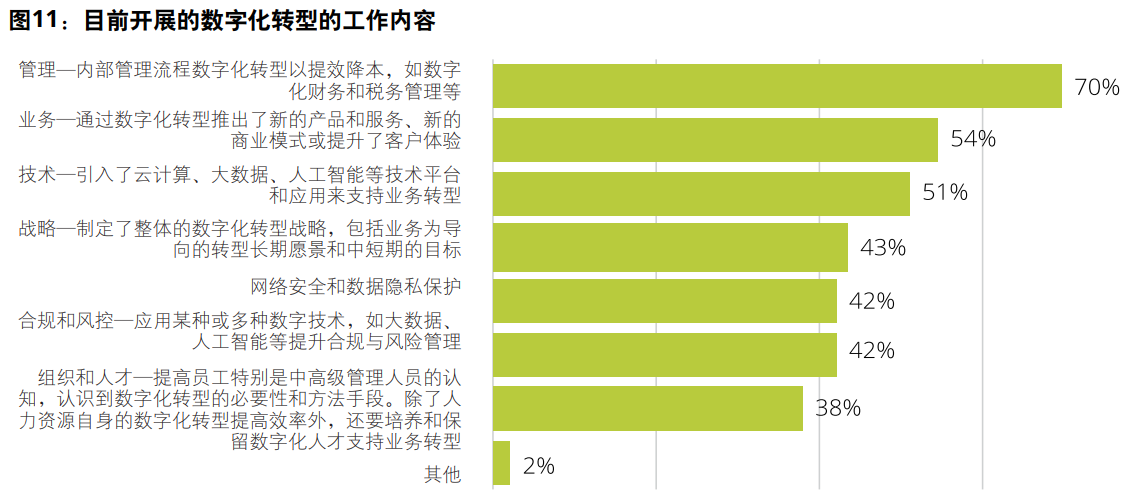 图11：目前开展的数字化转型的工作内容
管理—内部管理流程数字化转型以提效降本，如数字
化财务和税务管理等
70%
业务—通过数字化转型推出了新的产品和服务、新的
商业模式或提升了客户体验
54%
技术—引入了云计算、大数据、人工智能等技术平台
和应用来支持业务转型
51%
战略—制定了整体的数字化转型战略，包括业务为导
向的转型长期愿景和中短期的目标
43%
网络安全和数据隐私保护
42%
合规和风控—应用某种或多种数字技术，如大数据、
人工智能等提升合规与风险管理
42%
组织和人才—提高员工特别是中高级管理人员的认
知，认识到数字化转型的必要性和方法手段。除了人
力资源自身的数字化转型提高效率外，还要培养和保
留数字化人才支持业务转型
38%
其他
2%